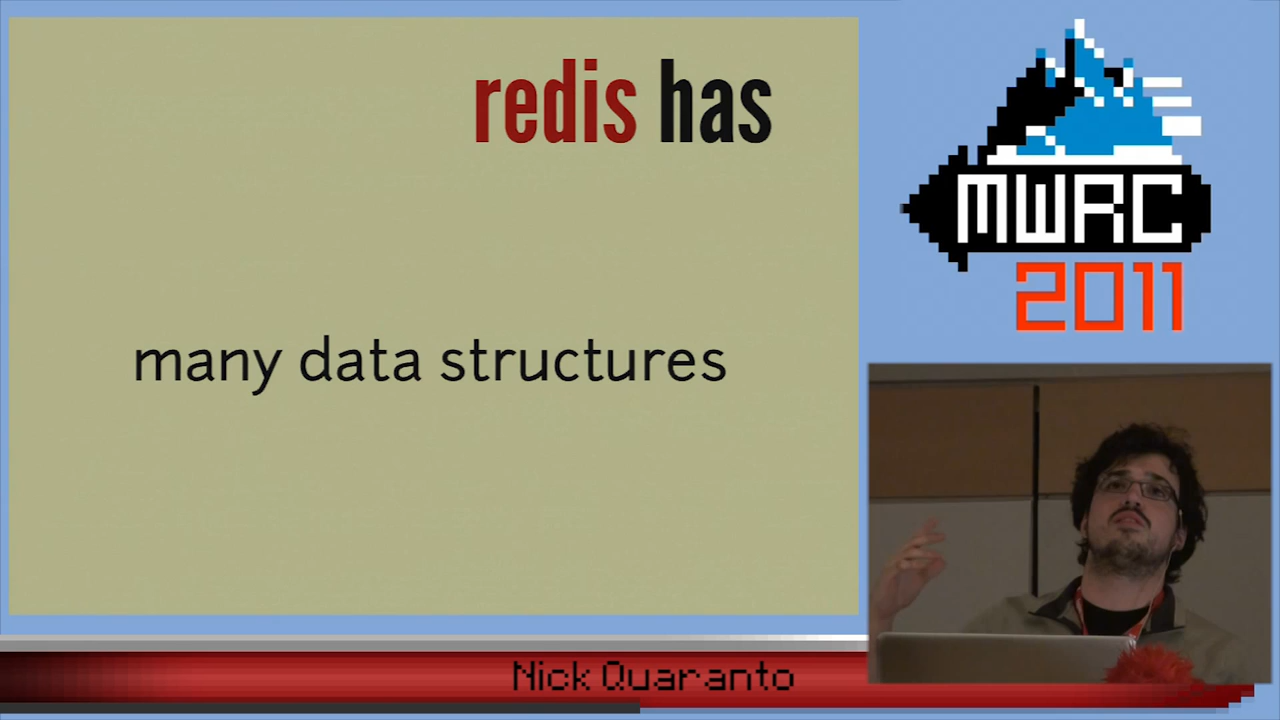 redis has
many data structures
MWRC
2011
Nick Quaranto